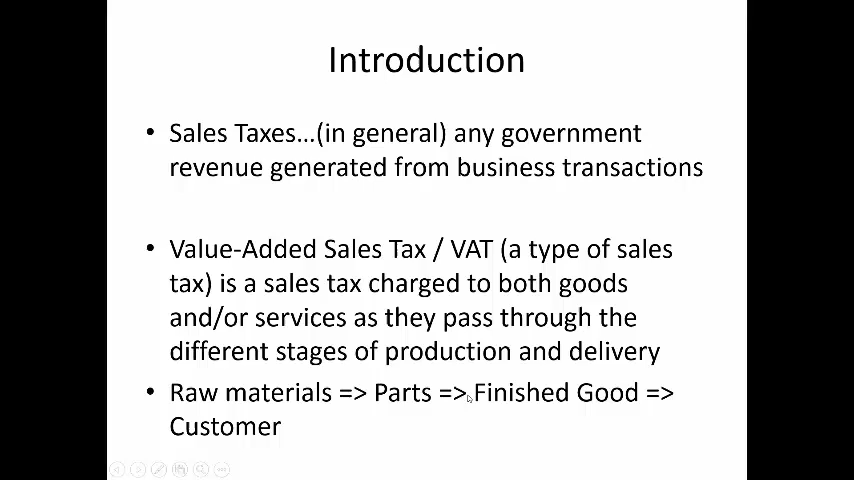 Introduction
• Sales Taxes...(in general) any government
revenue generated from business transactions
• Value-Added Sales Tax / VAT (a type of sales
tax) is a sales tax charged to both goods
and/or services as they pass through the
different stages of production and delivery
• Raw materials => Parts => Finished Good =>
Customer